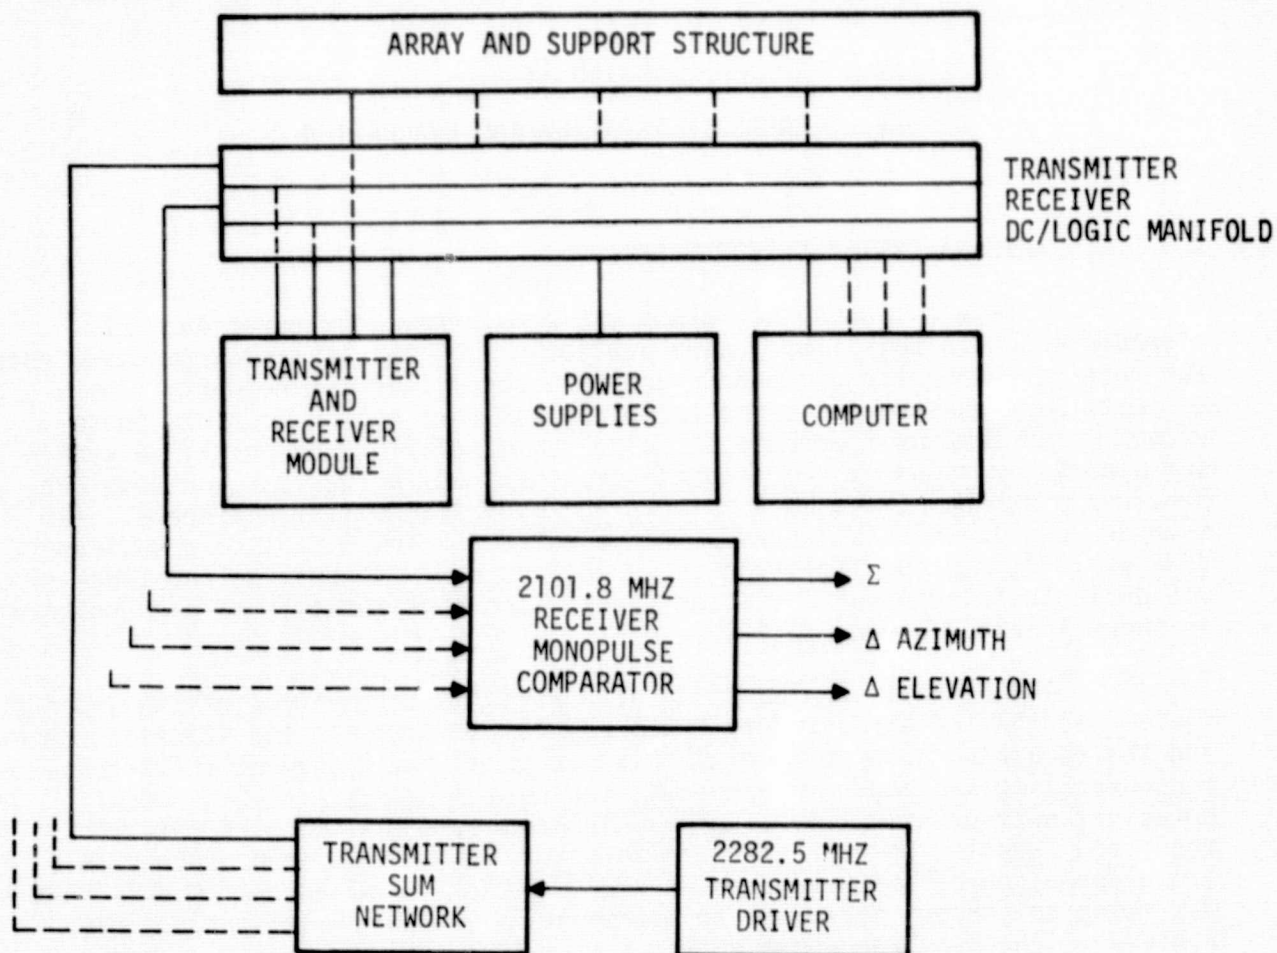 ARRAY AND SUPPORT STRUCTURE
TRANSMITTER
RECEIVER
DC/LOGIC MANIFOLD
TRANSMITTER
AND
RECEIVER
MODULE
POWER
SUPPLIES
COMPUTER
2101.8 MHZ
RECEIVER
MONOPULSE
COMPARATOR
Σ
Δ AZIMUTH
Δ ELEVATION
TRANSMITTER
SUM
NETWORK
2282.5 MHZ
TRANSMITTER
DRIVER